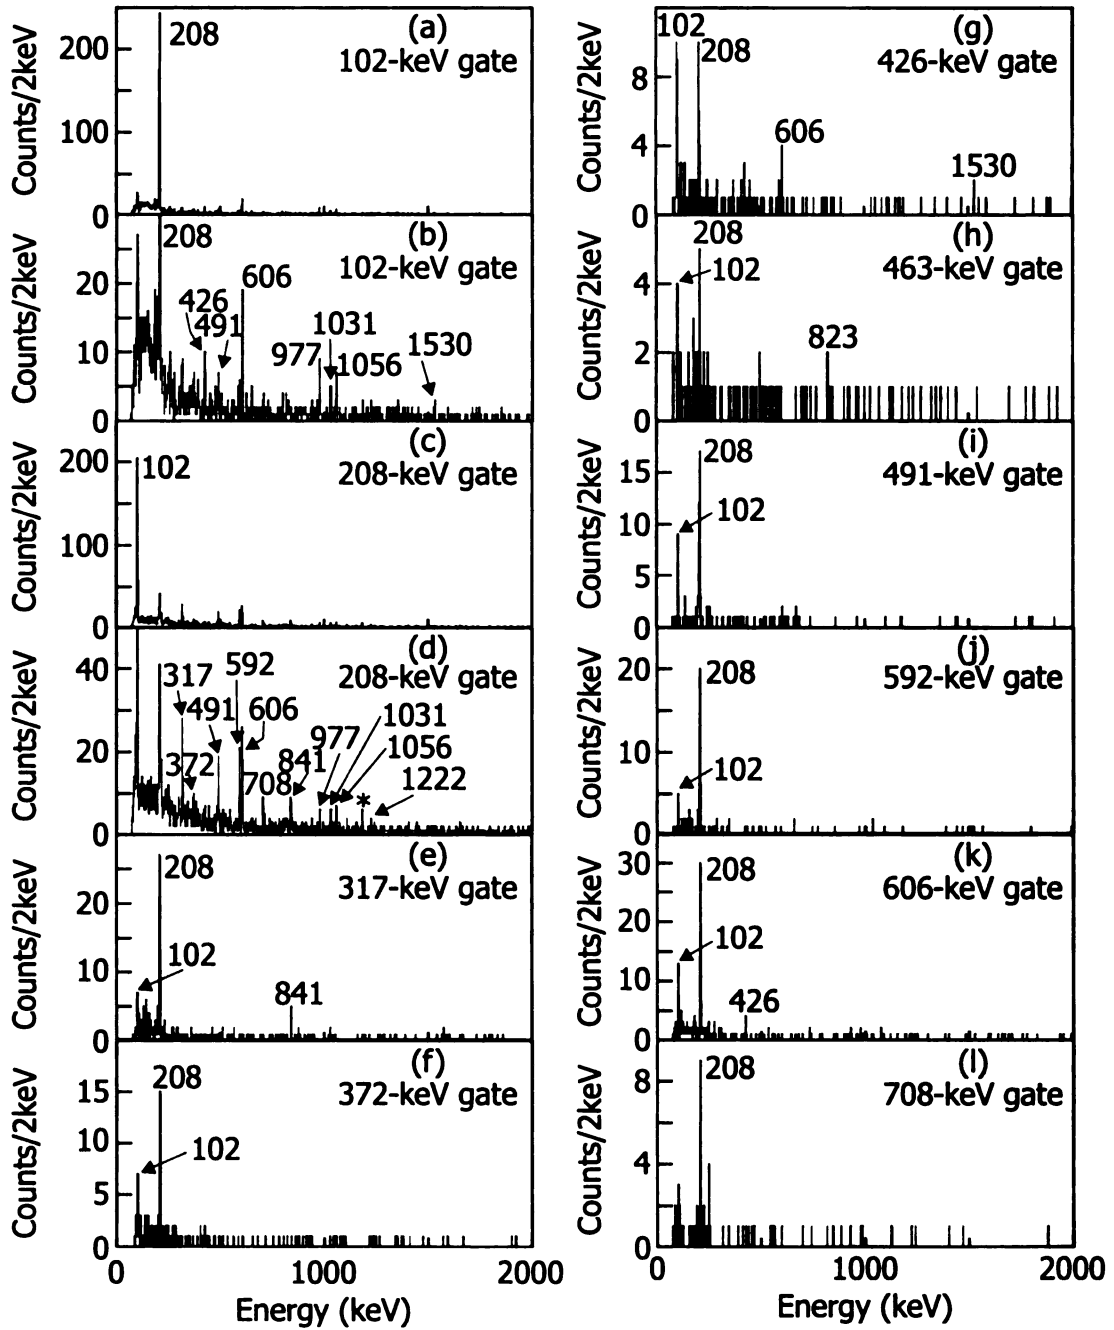 (a)
208
102-keV gate
200
100
0
Counts/2keV
(b)
208
102-keV gate
606
426
491
1031
977
1056
1530
20
10
0
Counts/2keV
(c)
102
208-keV gate
200
100
0
Counts/2keV
(d)
592
208-keV gate
317
491
606
1031
977
1056
372
841
708
*
1222
40
20
0
Counts/2keV
(e)
208
317-keV gate
102
841
20
10
0
Counts/2keV
(f)
208
372-keV gate
102
15
10
5
0
Counts/2keV
0
1000
2000
Energy (keV)
102
(g)
208
426-keV gate
606
1530
8
4
0
Counts/2keV
208
(h)
102
463-keV gate
823
4
2
0
Counts/2keV
(i)
208
491-keV gate
102
15
10
5
0
Counts/2keV
(j)
208
592-keV gate
102
20
10
0
Counts/2keV
(k)
208
606-keV gate
102
426
30
20
10
0
Counts/2keV
(l)
208
708-keV gate
8
4
0
Counts/2keV
0
1000
2000
Energy (keV)